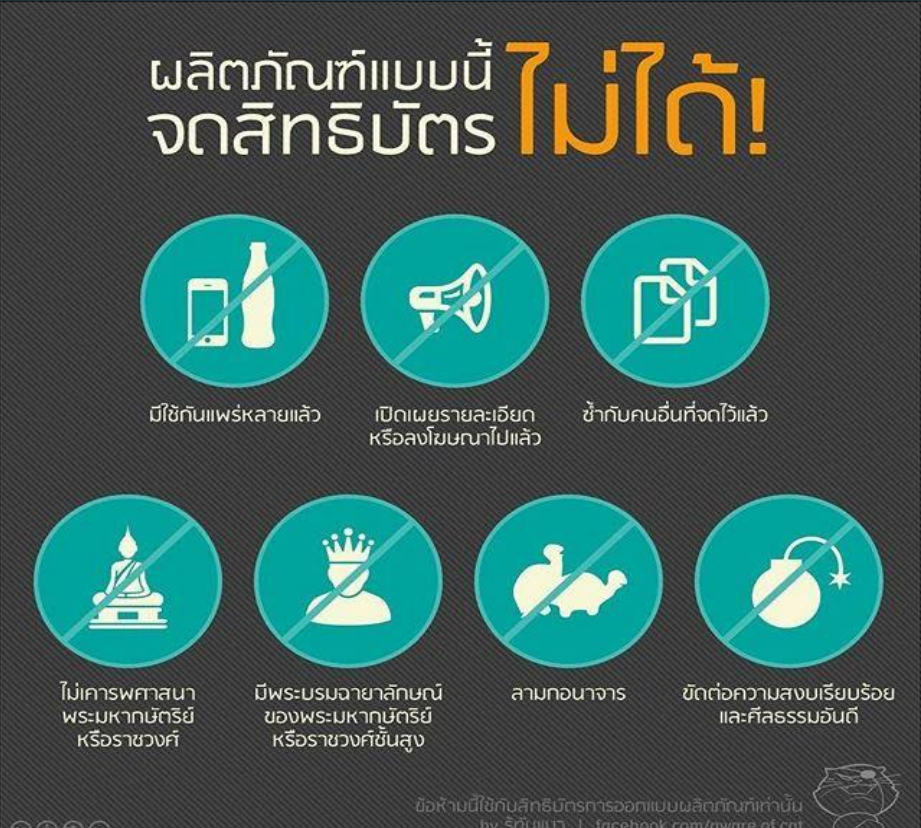 ผลิตภัณฑ์แบบนี้
จดสิทธิบัตร ไม่ได้!
มีใช้กันแพร่หลายแล้ว
เปิดเผยรายละเอียด
หรือลงโฆษณาไปแล้ว
ซ้ำกับคนอื่นที่จดไว้แล้ว
ไม่เคารพศาสนา
พระมหากษัตริย์
หรือราชวงศ์
มีพระบรมฉายาลักษณ์
ของพระมหากษัตริย์
หรือราชวงศ์ชั้นสูง
ลามกอนาจาร
ขัดต่อความสงบเรียบร้อย
และศีลธรรมอันดี
ข้อห้ามนี้ใช้กับสิทธิบัตรการออกแบบผลิตภัณฑ์เท่านั้น
by รู้ทันแมว | facebook.com/aware.of.cat